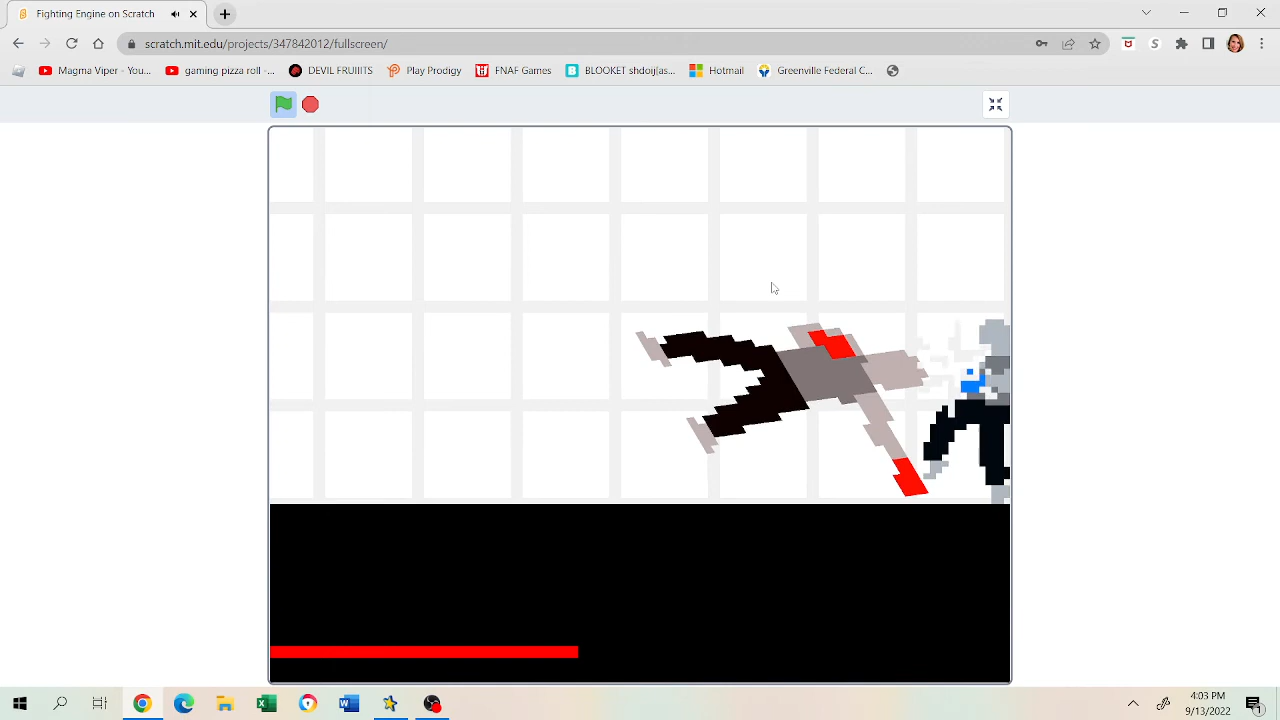 Fighting Engine on Scratch
scratch.mit.edu/projects/347842012/fullscreen/
Magma Viper - You... gaming pizza roll -... DEVIL FRUIIITS Play Prodigy FNAF Games BLOOKET shdoijfas... Hotmail Greenville Federal C...
4:03 PM
9/13/2022